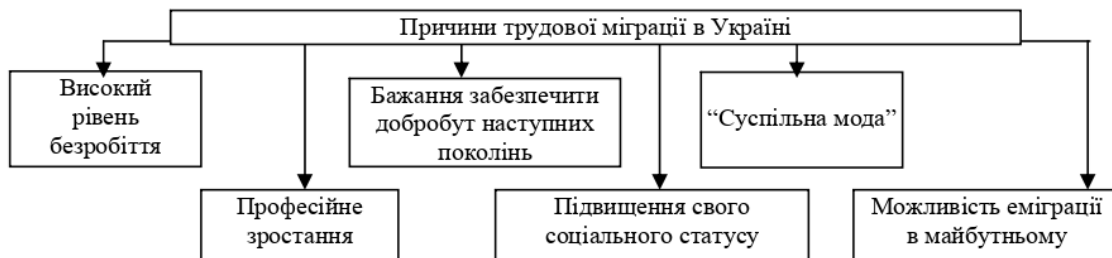 Причини трудової міграції в Україні
Високий
рівень
безробіття
Бажання забезпечити
добробут наступних
поколінь
“Суспільна мода”
Професійне
зростання
Підвищення свого
соціального статусу
Можливість еміграції
в майбутньому